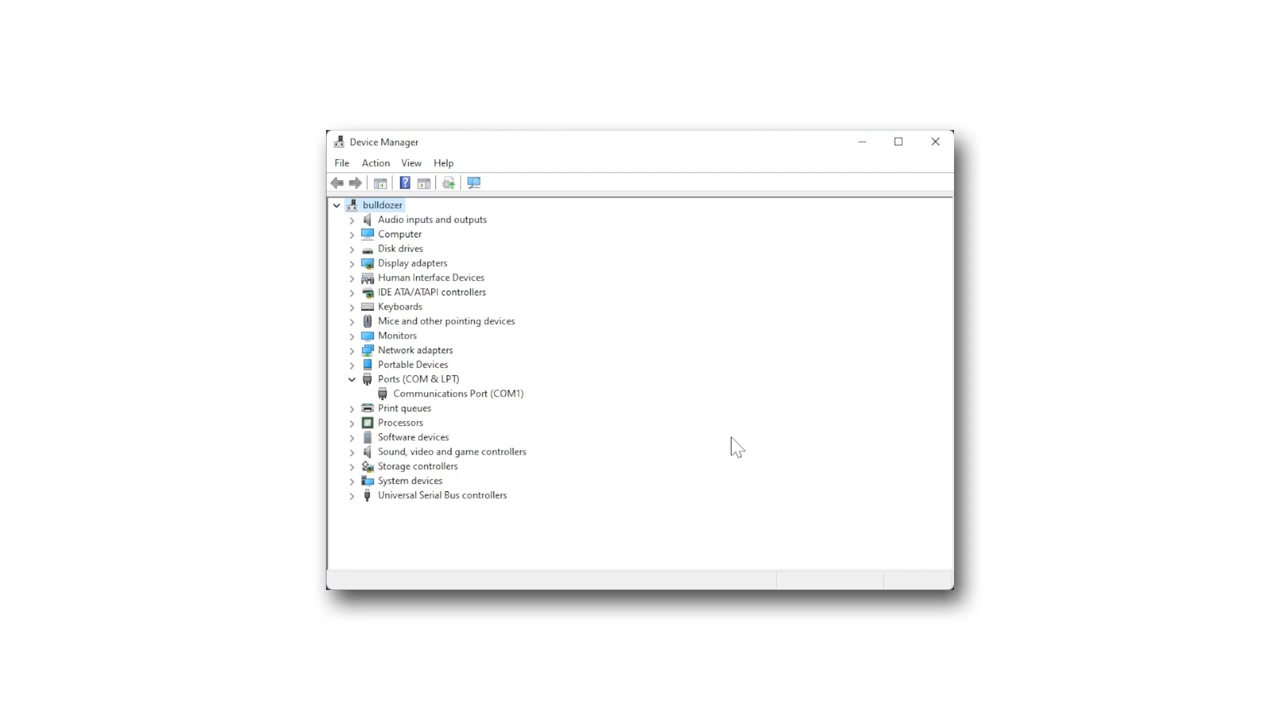 Device Manager
File Action View Help
bulldozer
Audio inputs and outputs
Computer
Disk drives
Display adapters
Human Interface Devices
IDE ATA/ATAPI controllers
Keyboards
Mice and other pointing devices
Monitors
Network adapters
Portable Devices
Ports (COM & LPT)
Communications Port (COM1)
Print queues
Processors
Software devices
Sound, video and game controllers
Storage controllers
System devices
Universal Serial Bus controllers